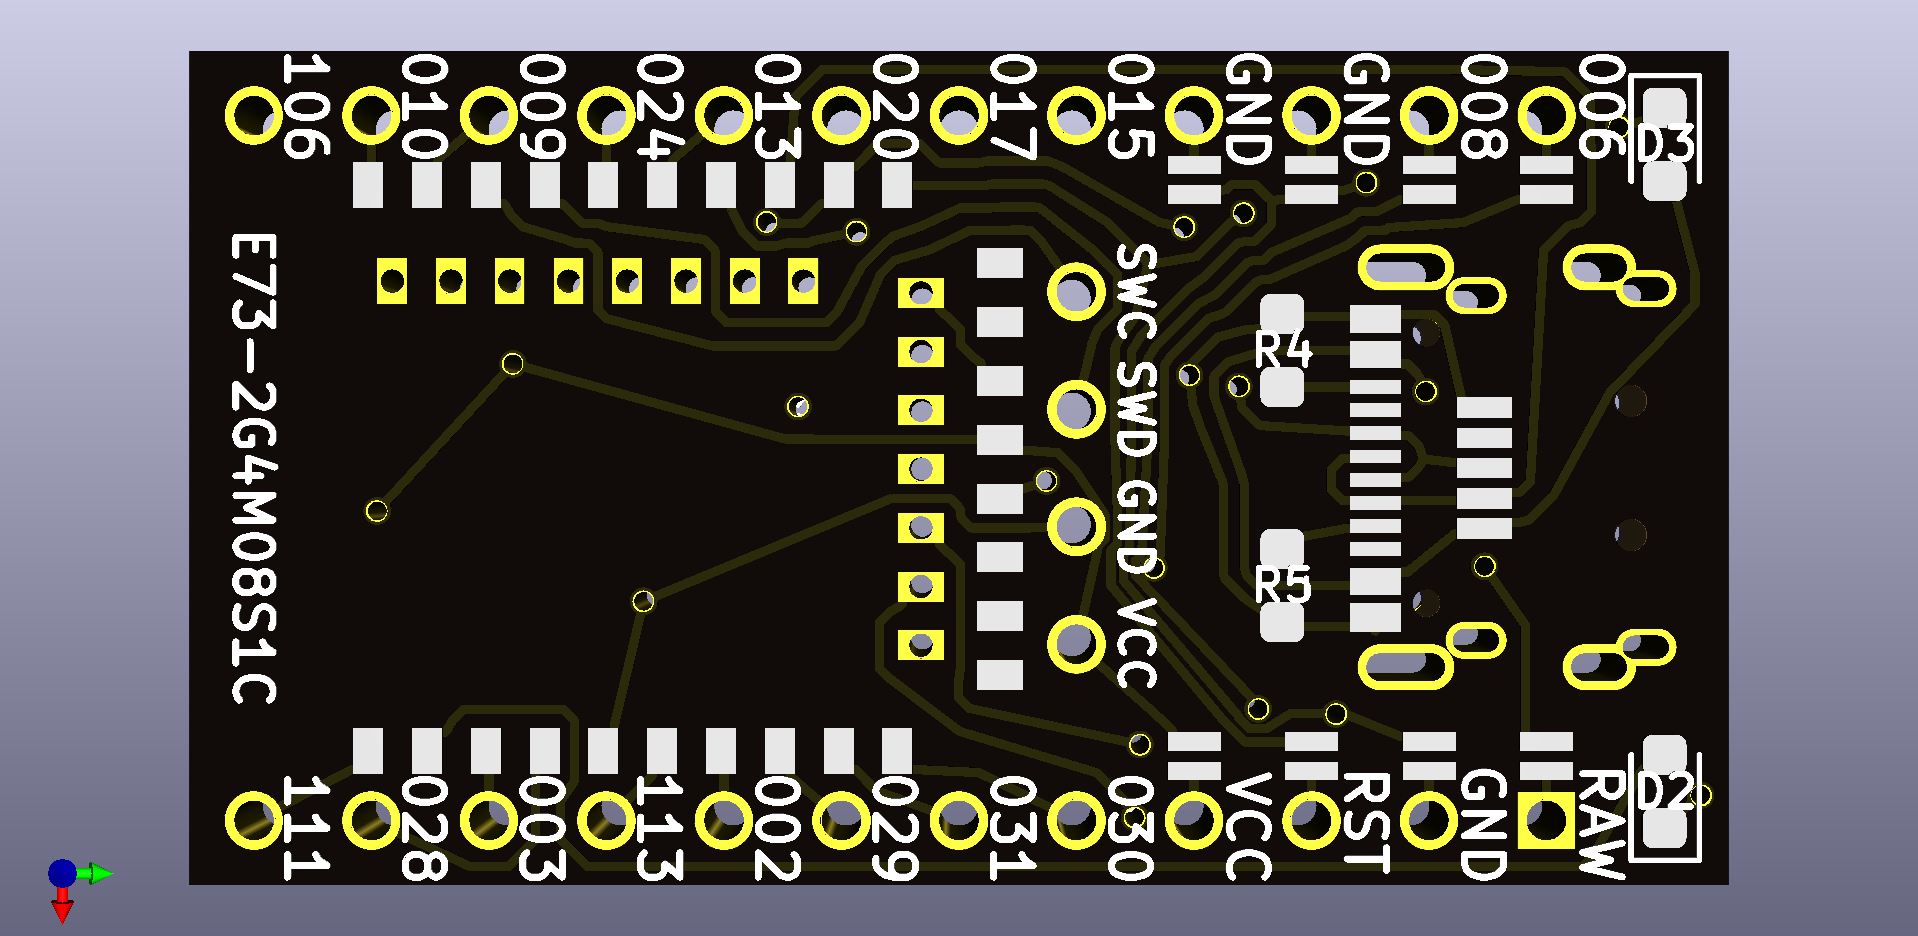 106
010
009
024
013
020
017
015
GND
GND
008
006
D3
E73-2G4M08S1C
SWC SWD GND VCC
R4
R5
111
028
003
113
002
029
031
030
VCC
RST
GND
RAW
D2